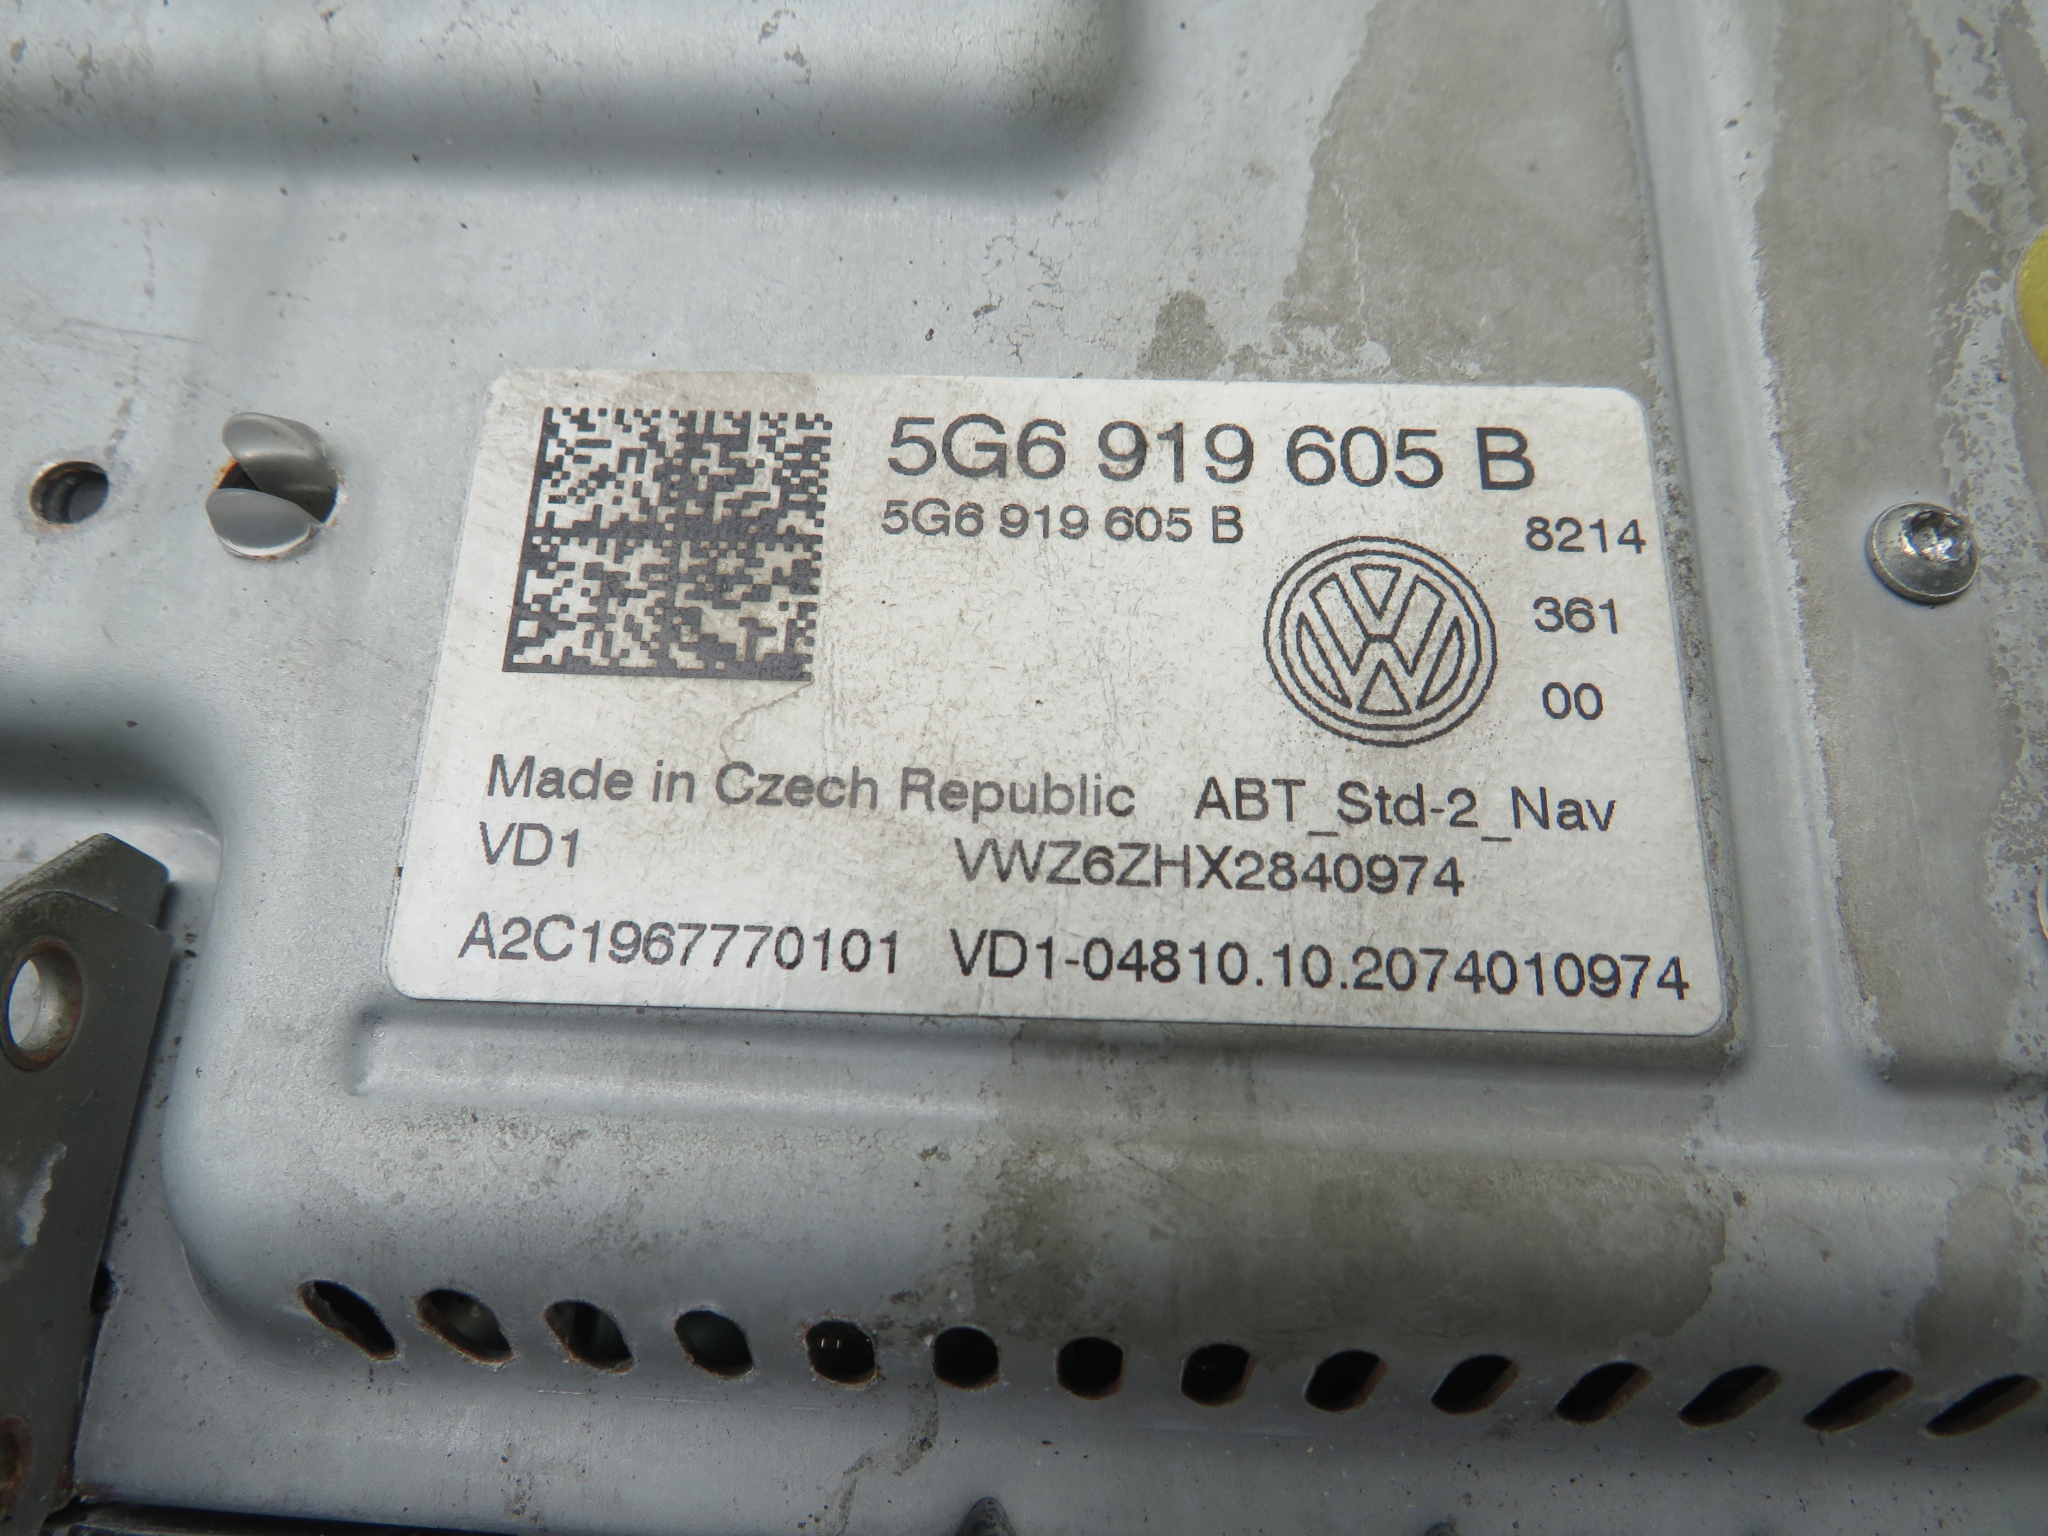 5G6 919 605 B
5G6 919 605 B
8214
361
00
Made in Czech Republic ABT_Std-2_Nav
VD1 VWZ6ZHX2840974
A2C1967770101 VD1-04810.10.2074010974